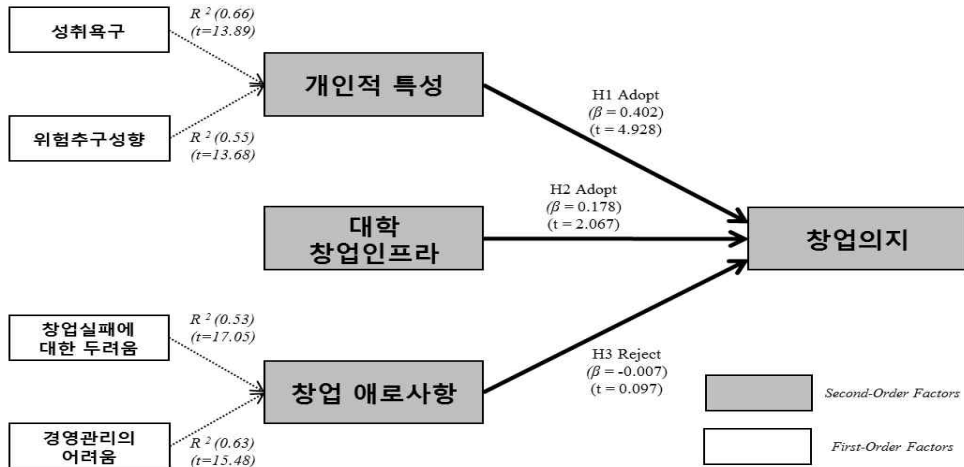 성취욕구
R ² (0.66)
(t=13.89)
개인적 특성
위험추구성향
R ² (0.55)
(t=13.68)
H1 Adopt
(β = 0.402)
(t = 4.928)
대학
창업인프라
H2 Adopt
(β = 0.178)
(t = 2.067)
창업의지
창업실패에
대한 두려움
R ² (0.53)
(t=17.05)
창업 애로사항
경영관리의
어려움
R ² (0.63)
(t=15.48)
H3 Reject
(β = -0.007)
(t = 0.097)
Second-Order Factors
First-Order Factors